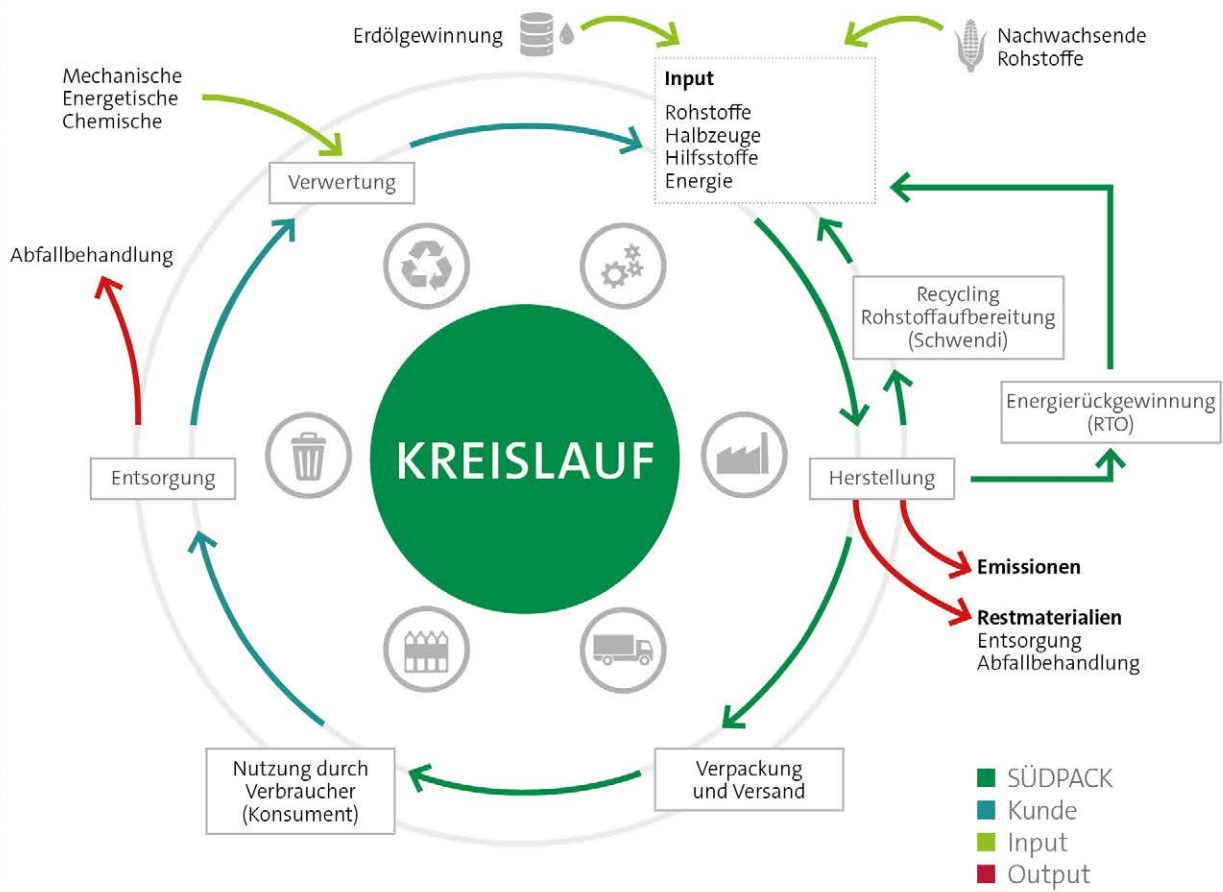 Erdölgewinnung
Nachwachsende
Rohstoffe
Mechanische
Energetische
Chemische
Input
Rohstoffe
Halbzeuge
Hilfsstoffe
Energie
Verwertung
Abfallbehandlung
Recycling
Rohstoffaufbereitung
(Schwendi)
Energierückgewinnung
(RTO)
KREISLAUF
Entsorgung
Herstellung
Emissionen
Restmaterialien
Entsorgung
Abfallbehandlung
Nutzung durch
Verbraucher
(Konsument)
Verpackung
und Versand
SÜDPACK
Kunde
Input
Output